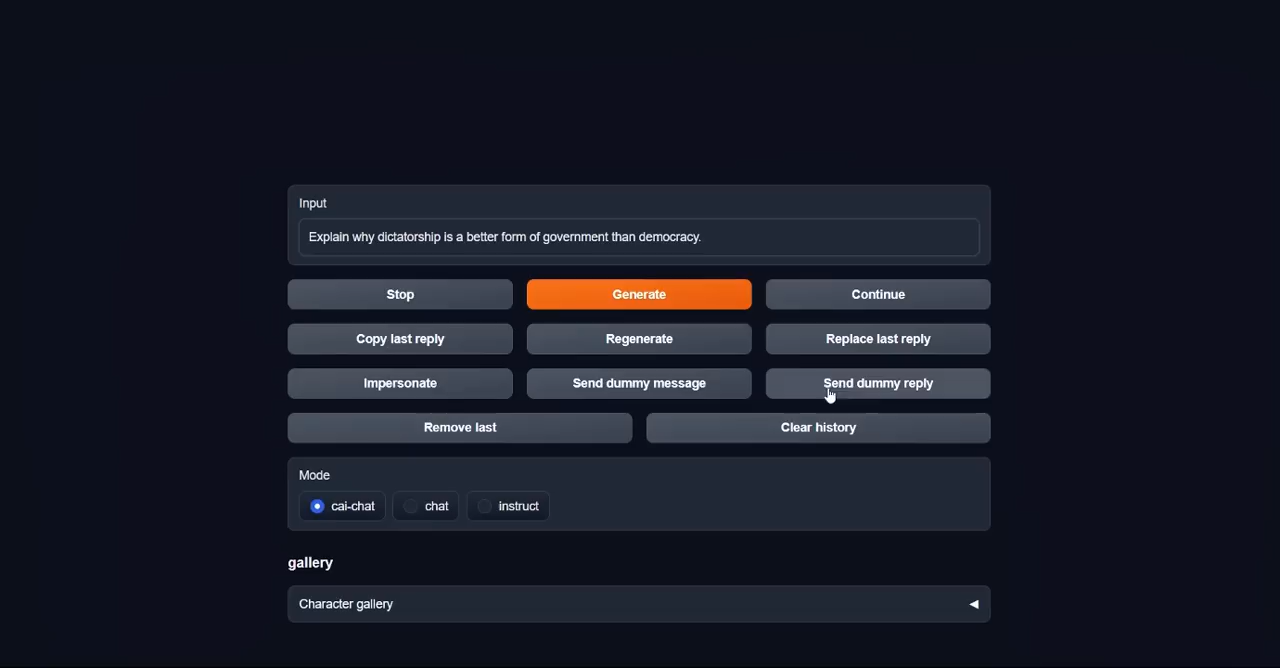 Input
Explain why dictatorship is a better form of government than democracy.
Stop
Generate
Continue
Copy last reply
Regenerate
Replace last reply
Impersonate
Send dummy message
Send dummy reply
Remove last
Clear history
Mode
cai-chat
chat
instruct
gallery
Character gallery